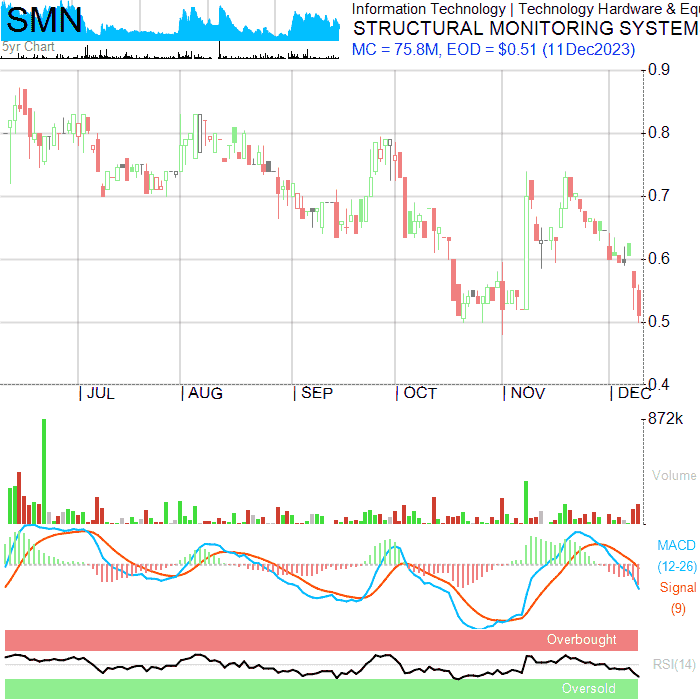 SMN
5yr Chart
Information Technology | Technology Hardware & Equ
STRUCTURAL MONITORING SYSTEM
MC = 75.8M, EOD = $0.51 (11Dec2023)
0.9
0.8
0.7
0.6
0.5
0.4
| JUL | AUG | SEP | OCT | NOV | DEC
872k
Volume
MACD
(12-26)
Signal
(9)
Overbought
RSI(14)
Oversold